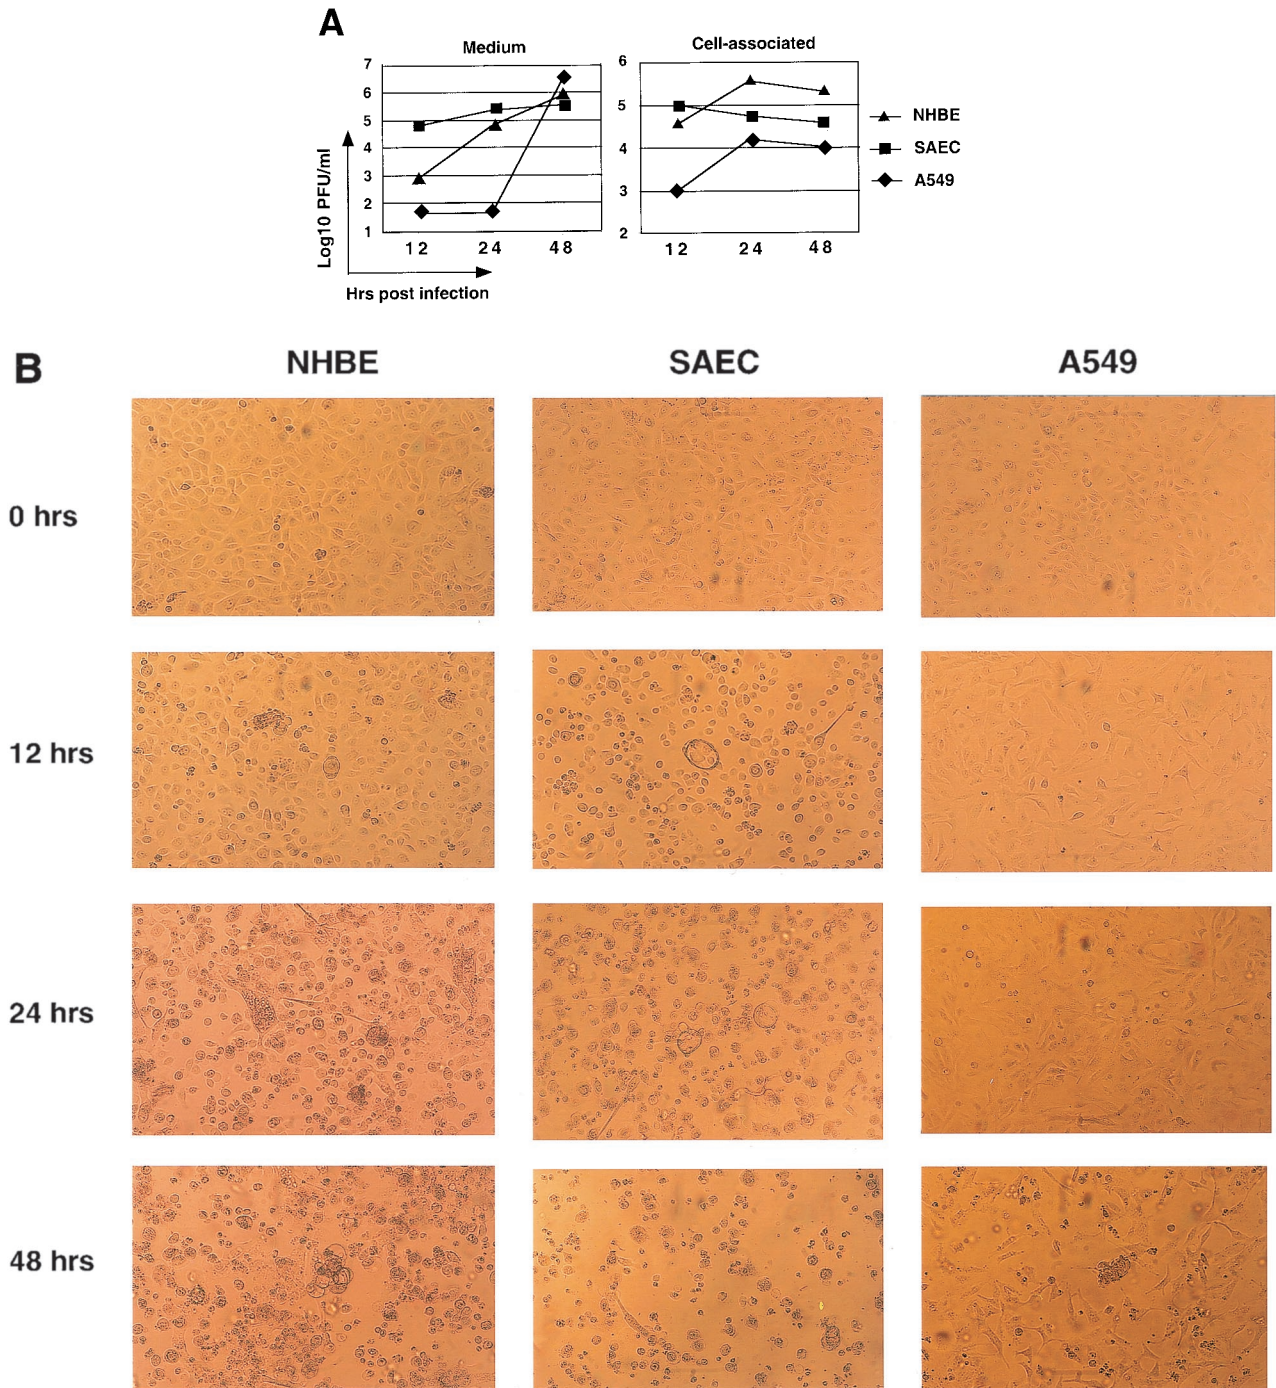 A
Medium
Cell-associated
7
6
5
4
3
2
1
6
5
4
3
2
12 24 48
12 24 48
Log10 PFU/ml
Hrs post infection
NHBE
SAEC
A549
B
NHBE SAEC A549
0 hrs
12 hrs
24 hrs
48 hrs